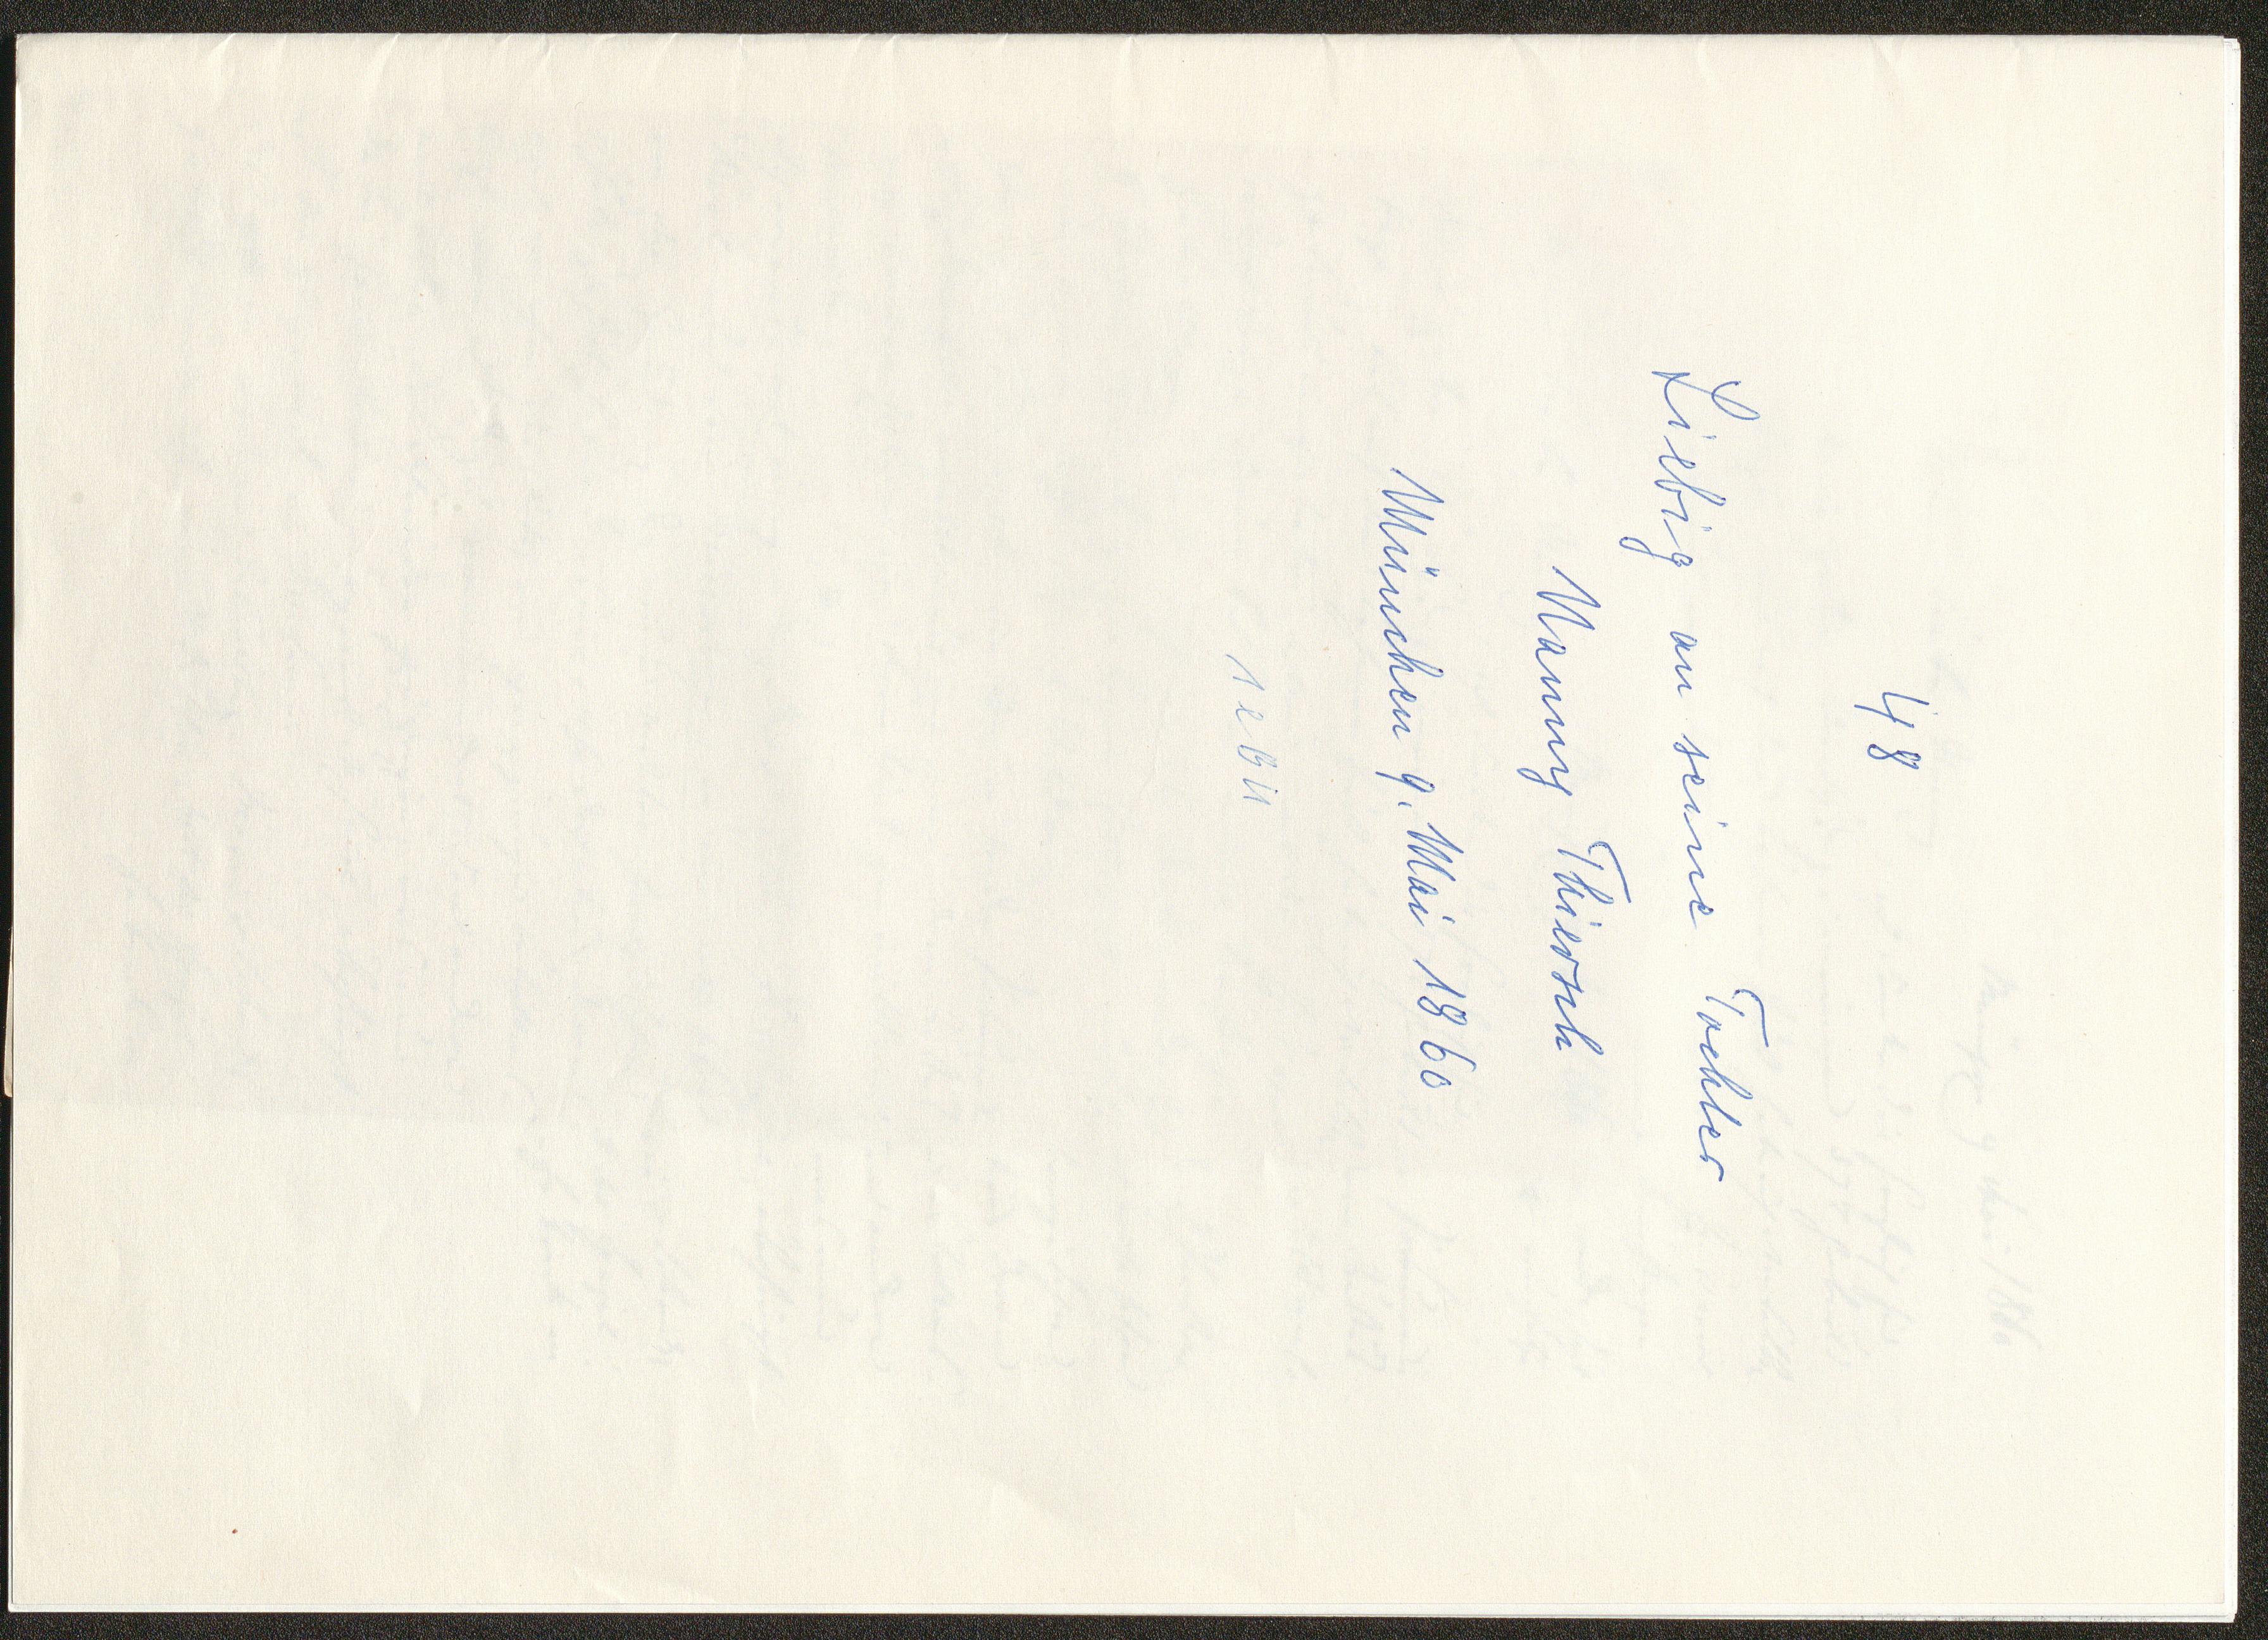 48
Liebig an seine Tochter
Nanny Thiersch
München 9. Mai 1860